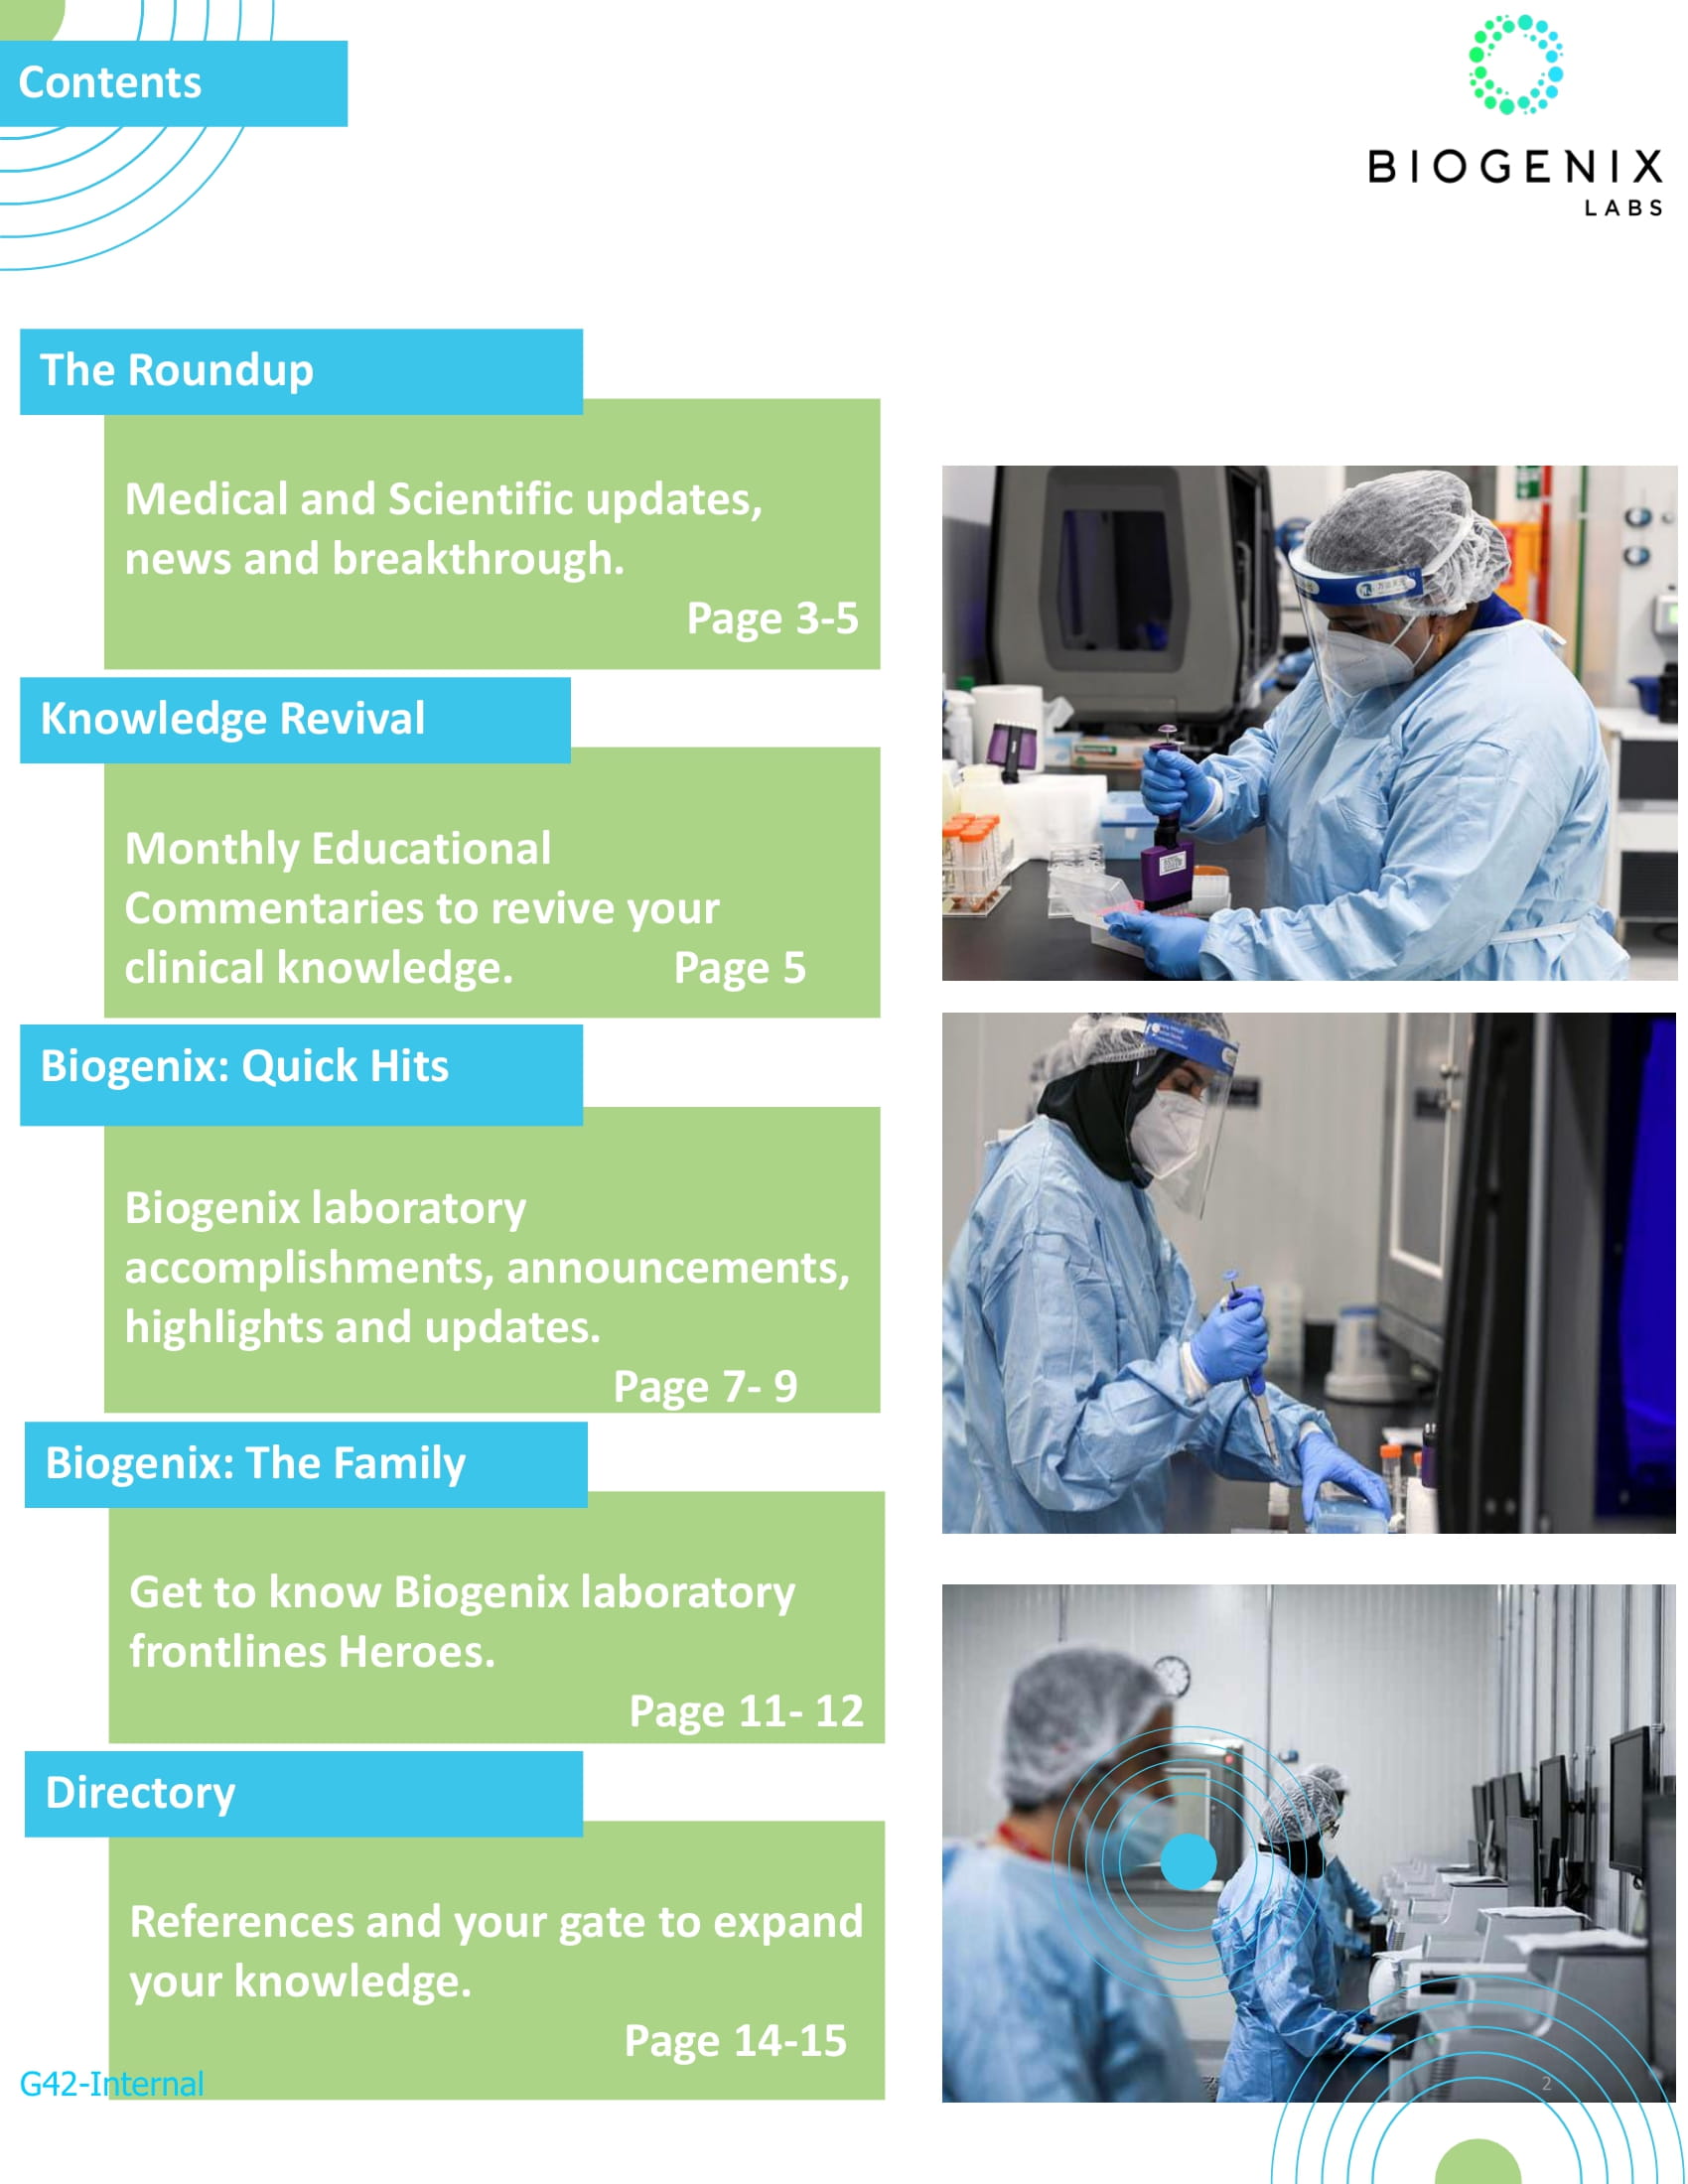 Contents
BIOGENIX
LABS
The Roundup
Medical and Scientific updates,
news and breakthrough.
Page 3-5
Knowledge Revival
Monthly Educational
Commentaries to revive your
clinical knowledge. Page 5
Biogenix: Quick Hits
Biogenix laboratory
accomplishments, announcements,
highlights and updates.
Page 7- 9
Biogenix: The Family
Get to know Biogenix laboratory
frontlines Heroes.
Page 11- 12
Directory
References and your gate to expand
your knowledge.
Page 14-15
G42-Internal
2